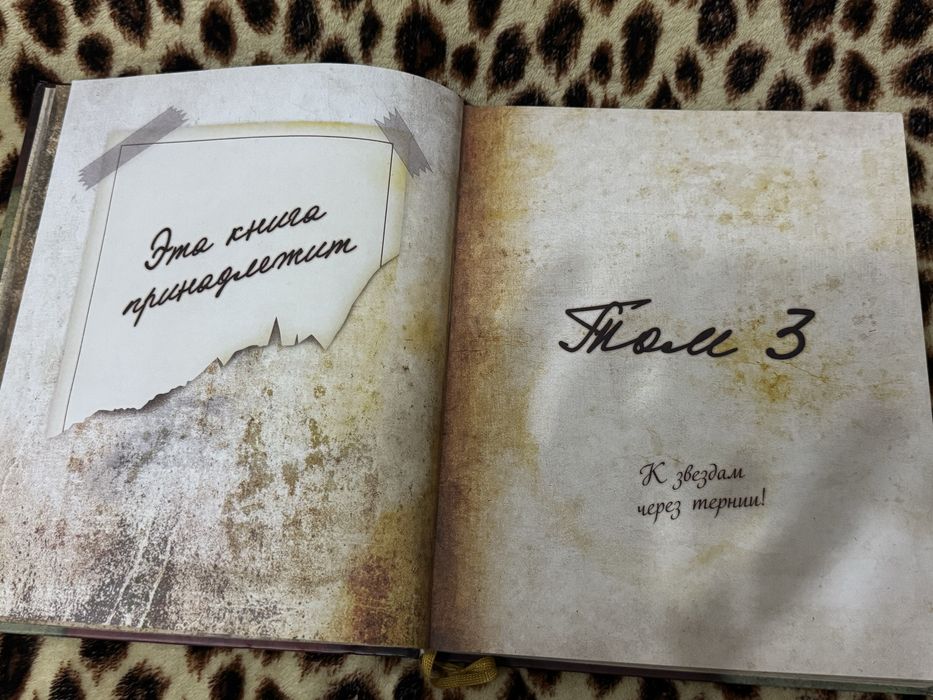 Эта книга
принадлежит
Том 3
К звездам
через тернии!